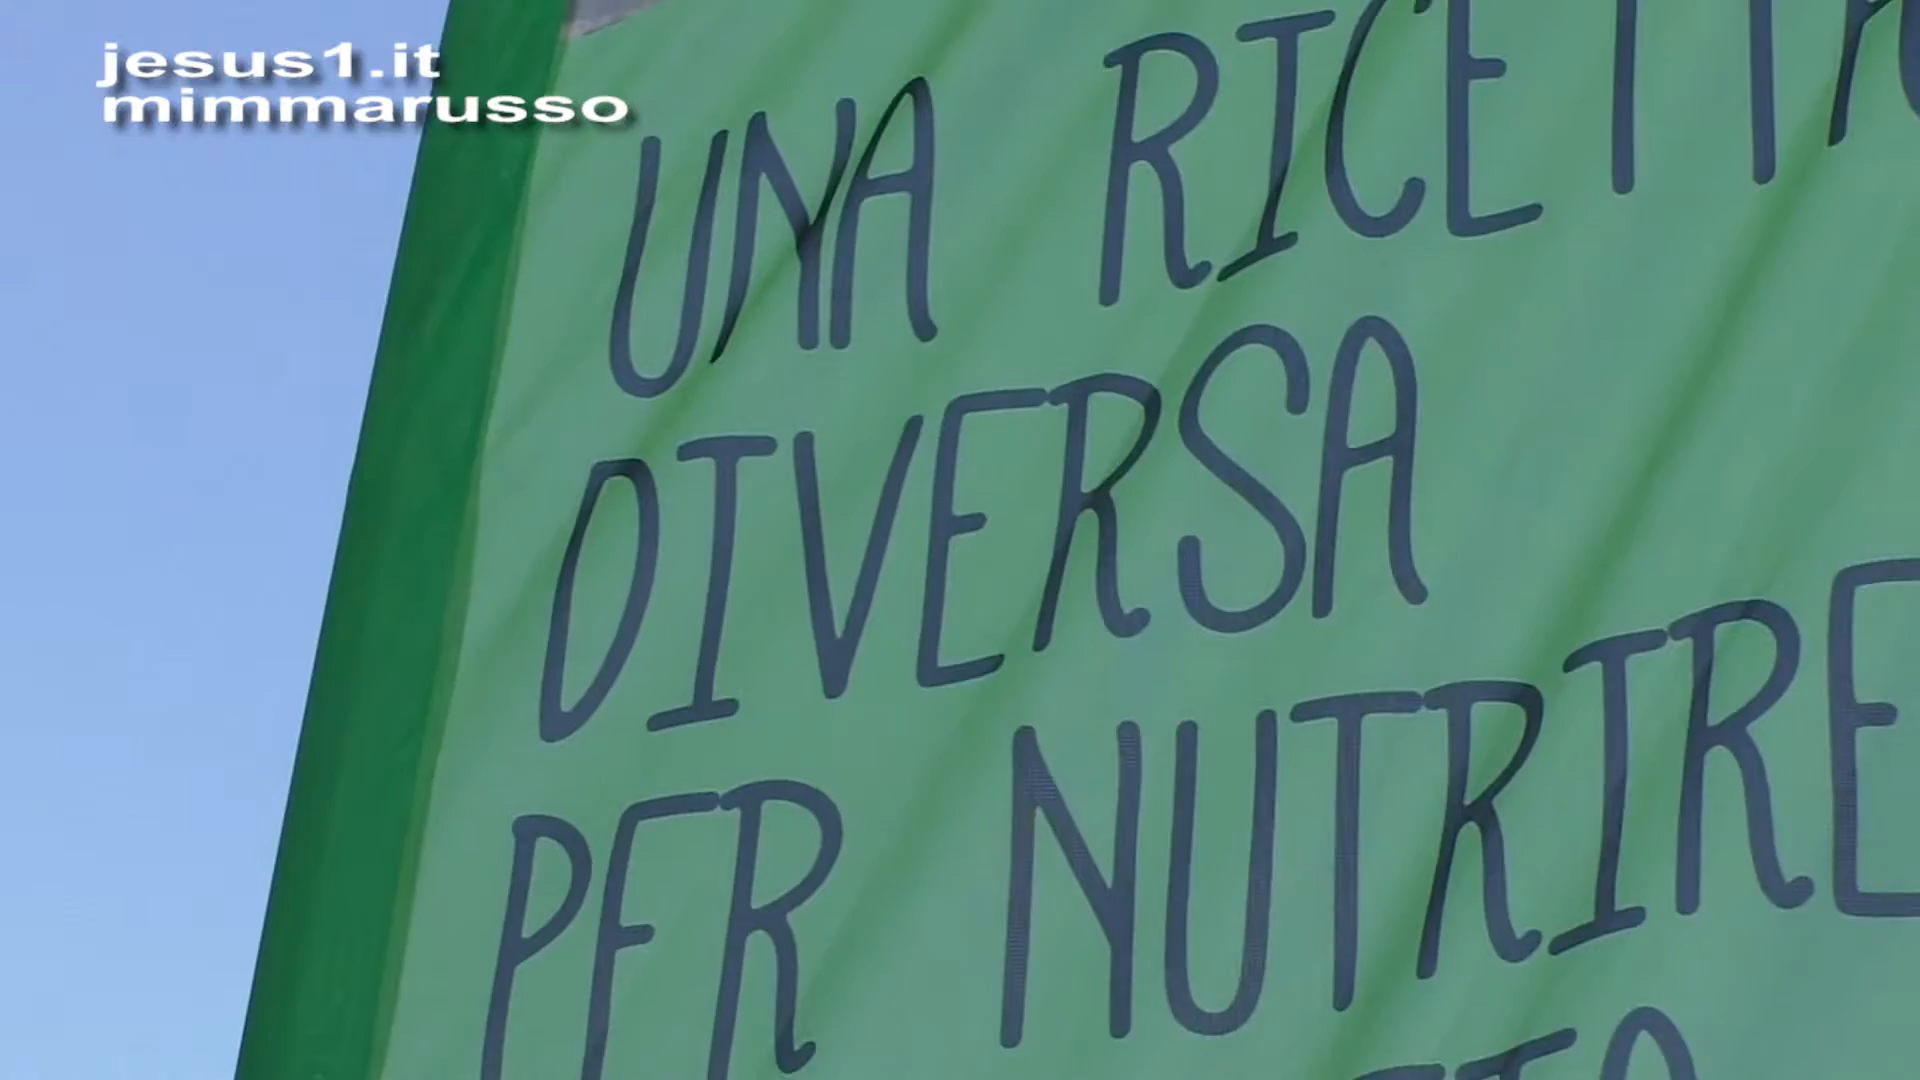 jesus1.it
mimmarusso
UNA RICETTA
DIVERSA
PER NUTRIRE